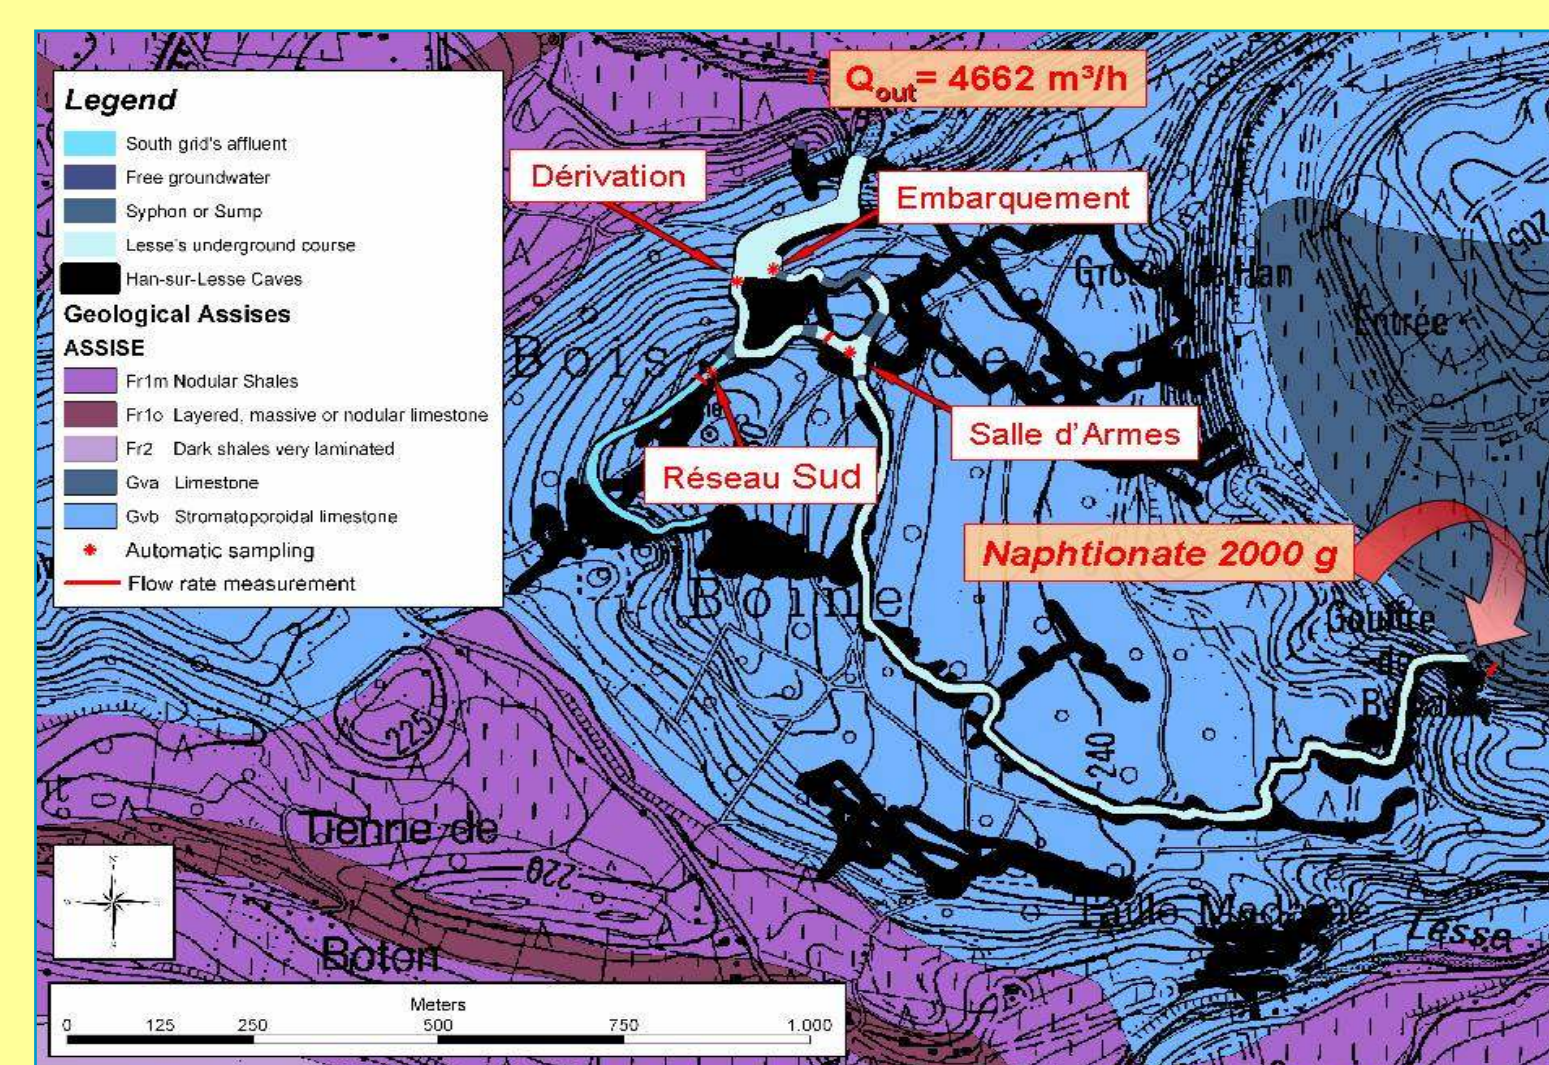 Legend
South grid's affluent
Free groundwater
Syphon or Sump
Lesse's underground course
Han-sur-Lesse Caves
Geological Assises
ASSISE
Fr1m Nodular Shales
Fr1o Layered, massive or nodular limestone
Fr2 Dark shales very laminated
Gva Limestone
Gvb Stromatoporoidal limestone
Automatic sampling
Flow rate measurement
Qout= 4662 m³/h
Dérivation
Embarquement
205
Entrée
Bois
de
Salle d'Armes
Réseau Sud
Naphtionate 2000 g
Gouffre
de
225
240
Tienne de
220
Boton
Lesse
Meters
0 125 250 500 750 1.000